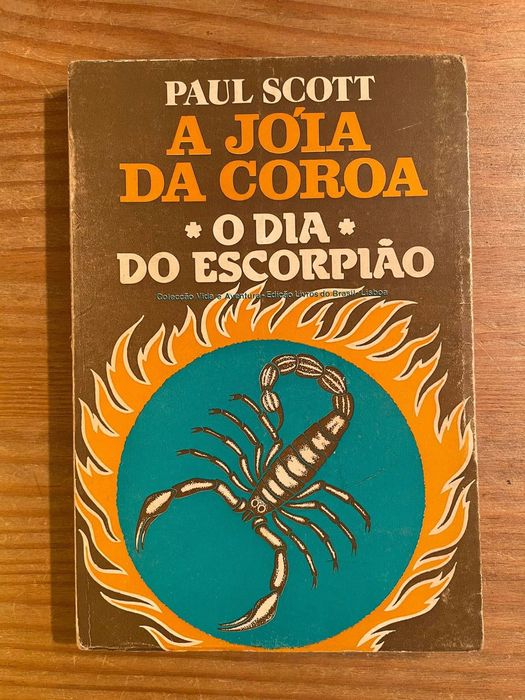 PAUL SCOTT
A JÓIA
DA COROA
* O DIA *
DO ESCORPIÃO
Colecção Vida e Aventura-Edição Livros do Brasil-Lisboa